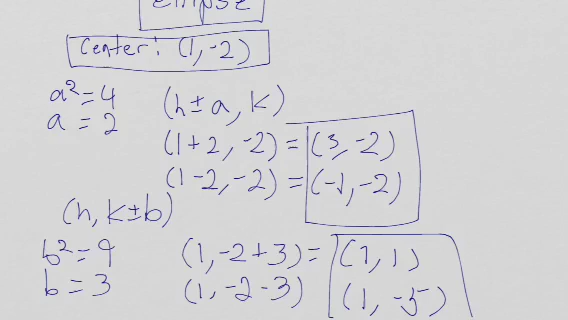 ellipse
Center: (1,-2)
a²=4 (h±a, k)
a = 2
(1+2, -2) = (3, -2)
(1-2, -2) = (-1, -2)
(h, k±b)
b²=9 (1, -2+3) = (1, 1)
b = 3 (1, -2-3) (1, -5)